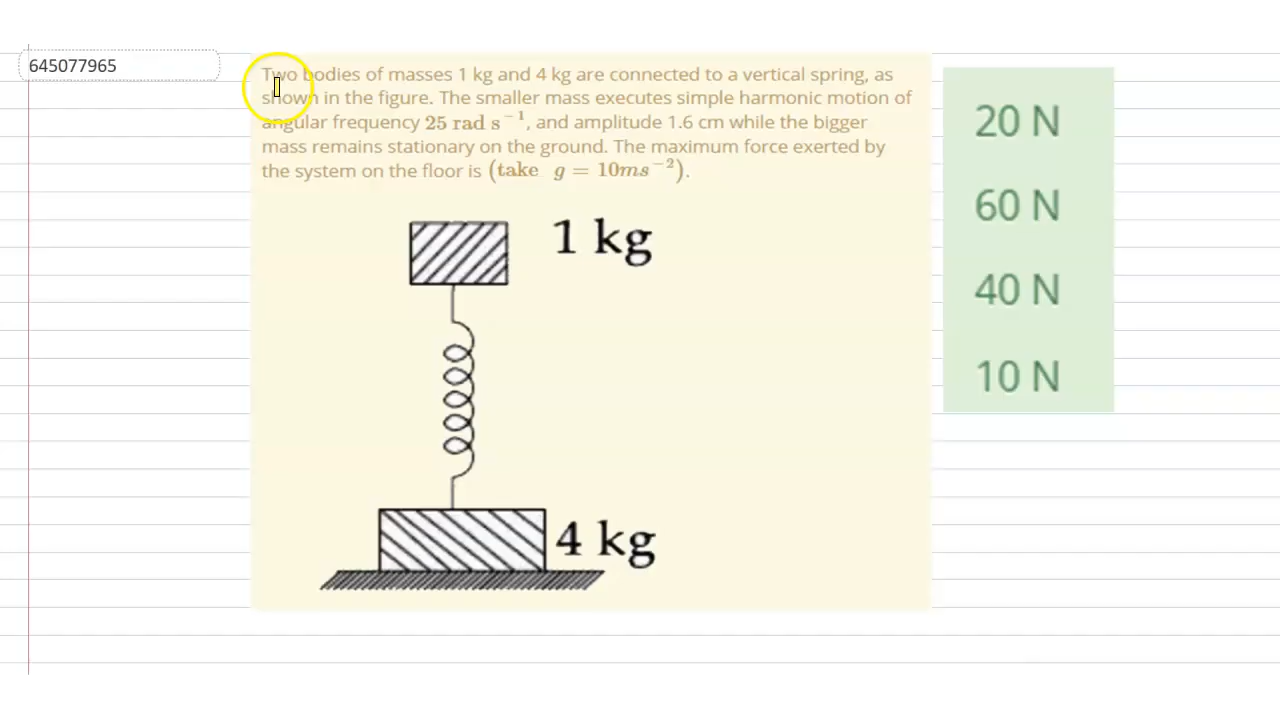 645077965
Two bodies of masses 1 kg and 4 kg are connected to a vertical spring, as
shown in the figure. The smaller mass executes simple harmonic motion of
angular frequency 25 rad s⁻¹, and amplitude 1.6 cm while the bigger
mass remains stationary on the ground. The maximum force exerted by
the system on the floor is (take g = 10ms⁻²).
1 kg
4 kg
20 N
60 N
40 N
10 N